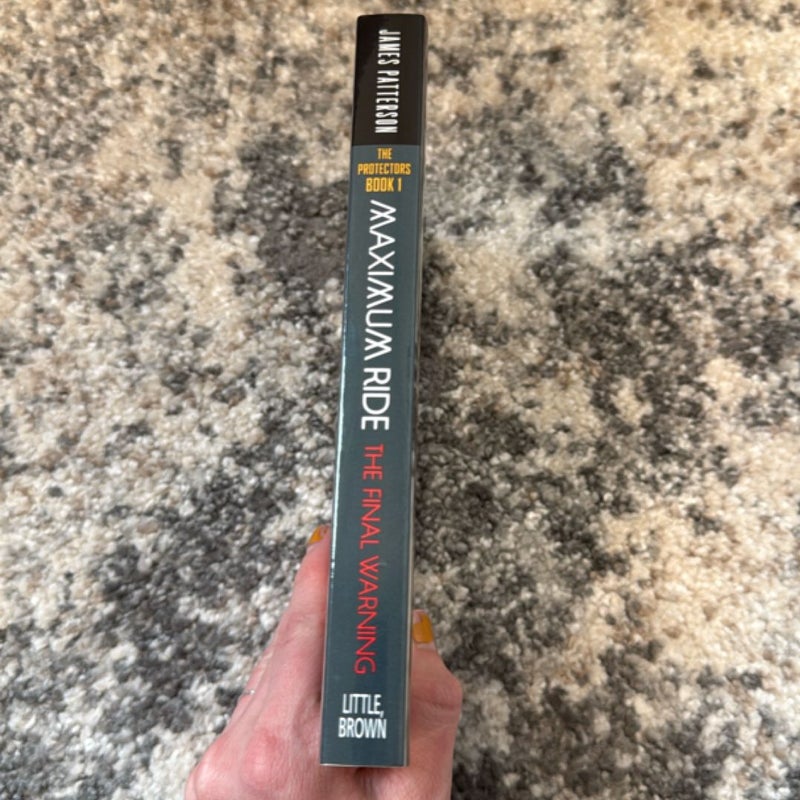 JAMES PATTERSON
THE
PROTECTORS
BOOK 1
MAXIMUM RIDE
THE FINAL WARNING
LITTLE,
BROWN